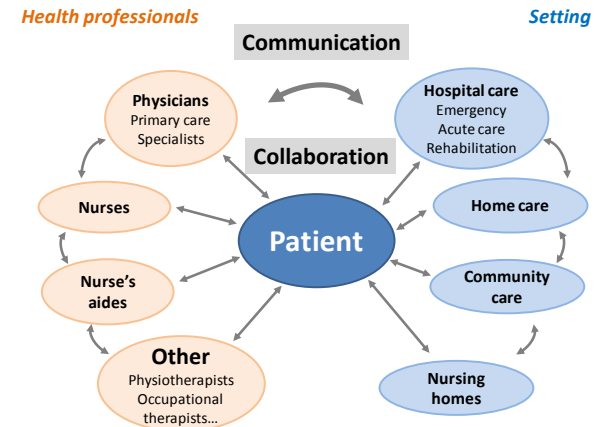 Health professionals
Setting
Communication
Physicians
Primary care
Specialists
Hospital care
Emergency
Acute care
Rehabilitation
Collaboration
Nurses
Home care
Patient
Nurse’s
aides
Community
care
Other
Physiotherapists
Occupational
therapists…
Nursing
homes